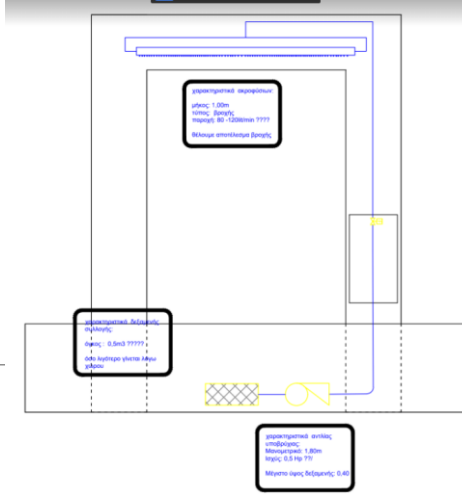 χαρακτηριστικά ακροφύσιων:
μήκος: 1,00m
τύπος: βροχής
παροχή: 80 -120lit/min ????
θέλουμε αποτέλεσμα βροχής
χαρακτηριστικά δεξαμενής
συλλογής:
όγκος : 0,5m3 ?????
όσο λιγότερο γίνεται λόγω
χώρου
χαρακτηριστικά αντλίας
υποβρύχιας:
Μανομετρικό: 1,80m
Ισχύς: 0,5 Hp ??/
Μέγιστο ύψος δεξαμενής: 0,40